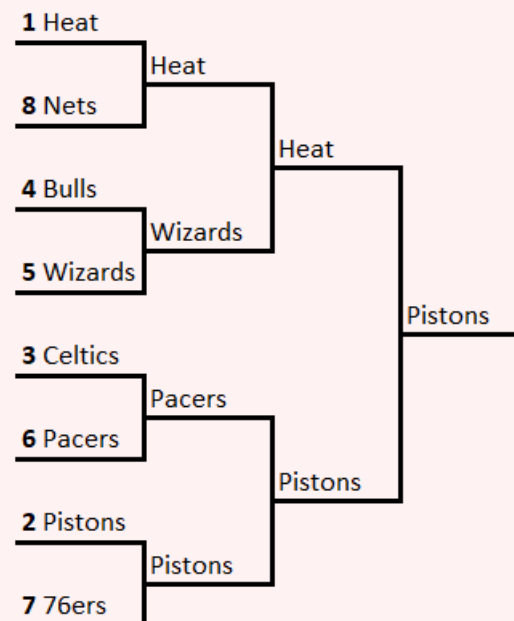 1 Heat
Heat
8 Nets
Heat
4 Bulls
Wizards
5 Wizards
Pistons
3 Celtics
Pacers
6 Pacers
Pistons
2 Pistons
Pistons
7 76ers